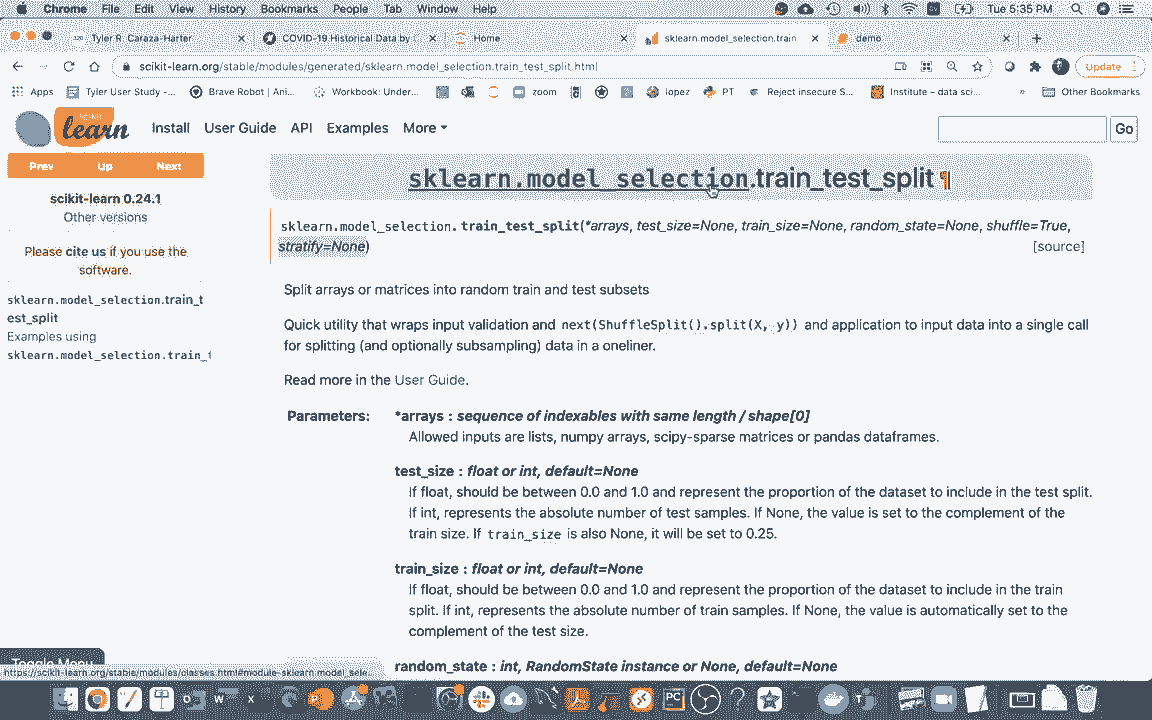 Chrome File Edit View History Bookmarks People Tab Window Help Tue 5:35 PM
Tyler R. Caraza-Harter COVID-19 Historical Data by Home sklearn.model_selection.train demo
scikit-learn.org/stable/modules/generated/sklearn.model_selection.train_test_split.html Update
Apps Tyler User Study -... Brave Robot | Ani... Workbook: Under... zoom lopez PT Reject insecure S... Institute – data sci... » Other Bookmarks
scikit
learn Install User Guide API Examples More Go
Prev Up Next
scikit-learn 0.24.1
Other versions
Please cite us if you use the
software.
sklearn.model_selection.train_t
est_split
Examples using
sklearn.model_selection.train_t
sklearn.model_selection.train_test_split¶
sklearn.model_selection.train_test_split(*arrays, test_size=None, train_size=None, random_state=None, shuffle=True,
stratify=None) [source]
Split arrays or matrices into random train and test subsets
Quick utility that wraps input validation and next(ShuffleSplit().split(X, y)) and application to input data into a single call
for splitting (and optionally subsampling) data in a oneliner.
Read more in the User Guide.
Parameters: *arrays : sequence of indexables with same length / shape[0]
Allowed inputs are lists, numpy arrays, scipy-sparse matrices or pandas dataframes.
test_size : float or int, default=None
If float, should be between 0.0 and 1.0 and represent the proportion of the dataset to include in the test split.
If int, represents the absolute number of test samples. If None, the value is set to the complement of the
train size. If train_size is also None, it will be set to 0.25.
train_size : float or int, default=None
If float, should be between 0.0 and 1.0 and represent the proportion of the dataset to include in the train
split. If int, represents the absolute number of train samples. If None, the value is automatically set to the
complement of the test size.
random_state : int, RandomState instance or None, default=None
Toggle Menu
https://scikit-learn.org/stable/modules/classes.html#module-sklearn.model_sele...